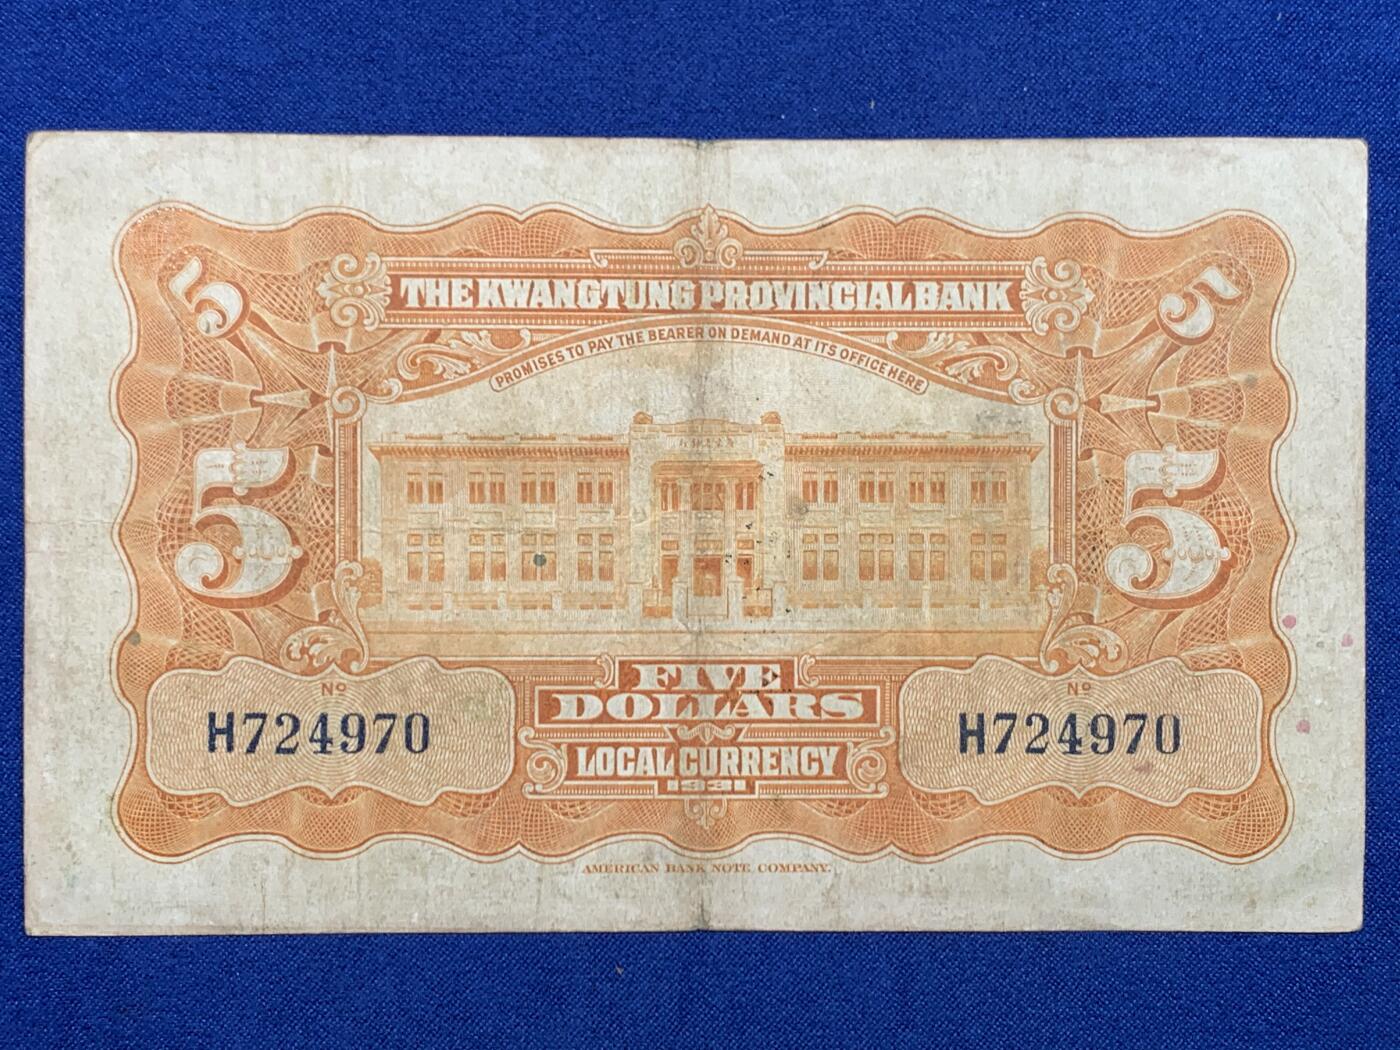 5
5
THE KWANGTUNG PROVINCIAL BANK
PROMISES TO PAY THE BEARER ON DEMAND AT ITS OFFICE HERE
5
5
FIVE
DOLLARS
Nº
Nº
H724970
H724970
LOCAL CURRENCY
1931
AMERICAN BANK NOTE COMPANY.